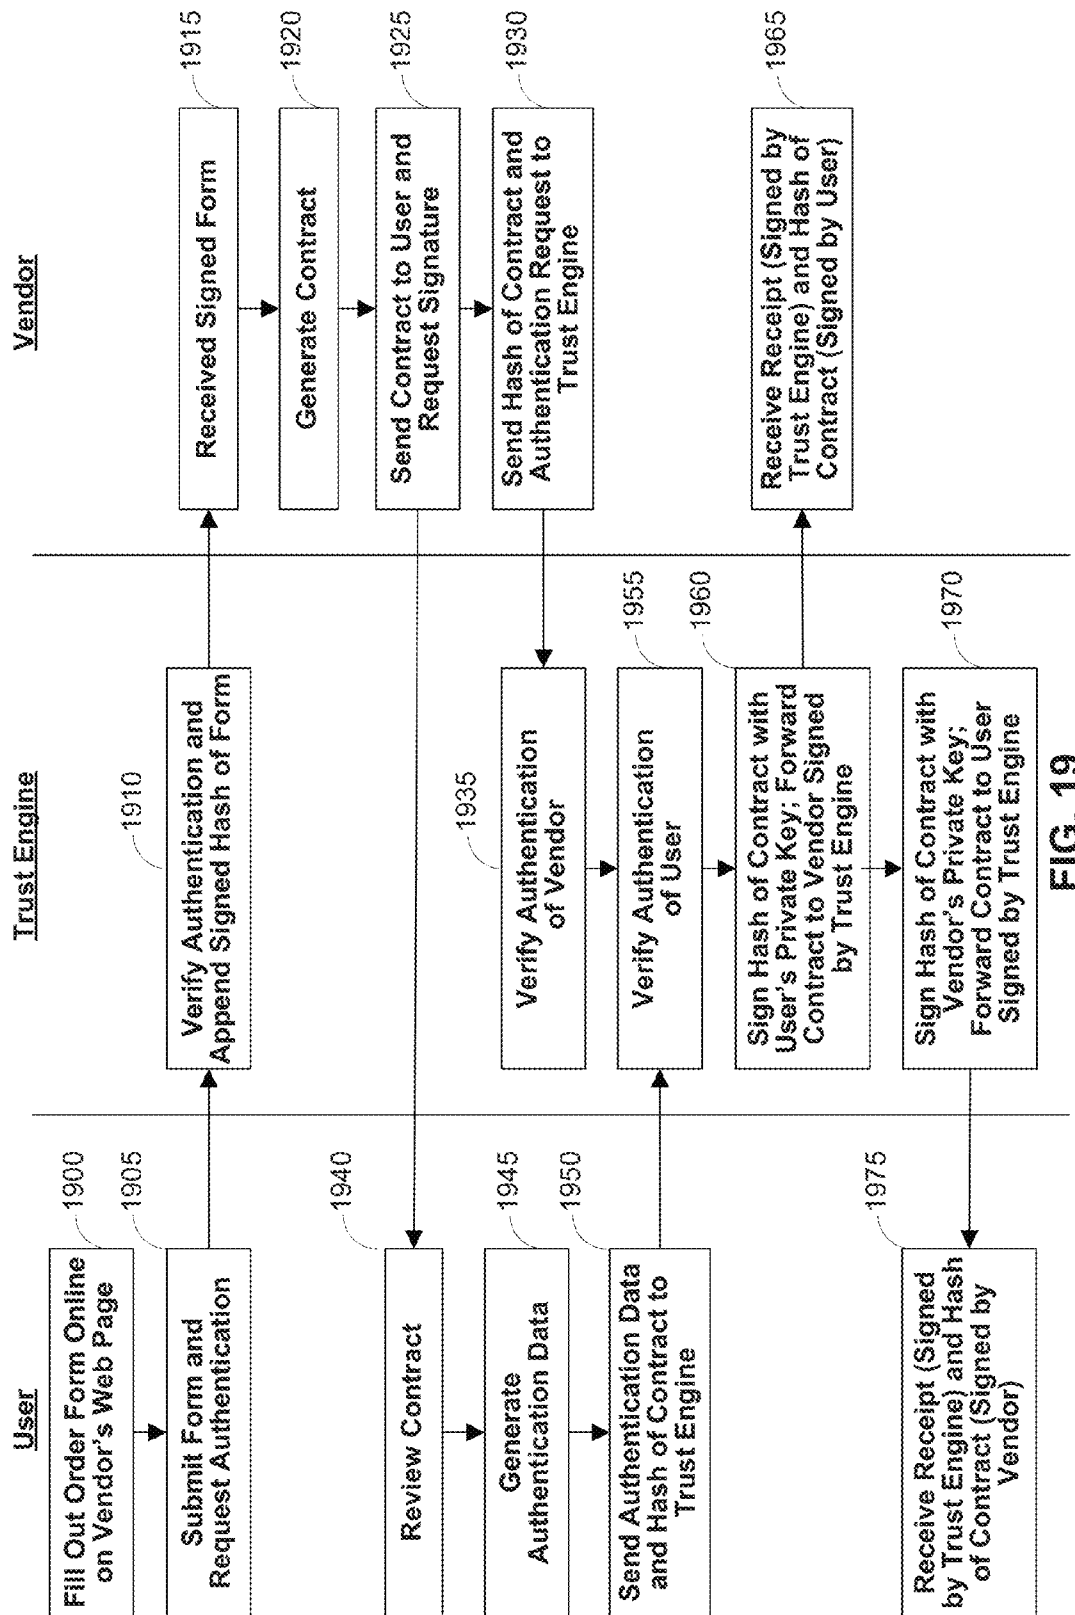 User
Fill Out Order Form Online
on Vendor's Web Page
1900
Submit Form and
Request Authentication
1905
Review Contract
1940
Generate
Authentication Data
1945
Send Authentication Data
and Hash of Contract to
Trust Engine
1950
Receive Receipt (Signed
by Trust Engine) and Hash
of Contract (Signed by
Vendor)
1975
Trust Engine
Verify Authentication and
Append Signed Hash of Form
1910
Verify Authentication
of Vendor
1935
Verify Authentication
of User
1955
Sign Hash of Contract with
User's Private Key; Forward
Contract to Vendor Signed
by Trust Engine
1960
Sign Hash of Contract with
Vendor's Private Key;
Forward Contract to User
Signed by Trust Engine
1970
Vendor
Received Signed Form
1915
Generate Contract
1920
Send Contract to User and
Request Signature
1925
Send Hash of Contract and
Authentication Request to
Trust Engine
1930
Receive Receipt (Signed by
Trust Engine) and Hash of
Contract (Signed by User)
1965
FIG. 19